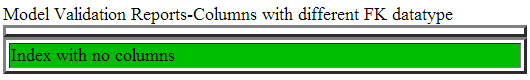 Model Validation Reports-Columns with different FK datatype
Index with no columns